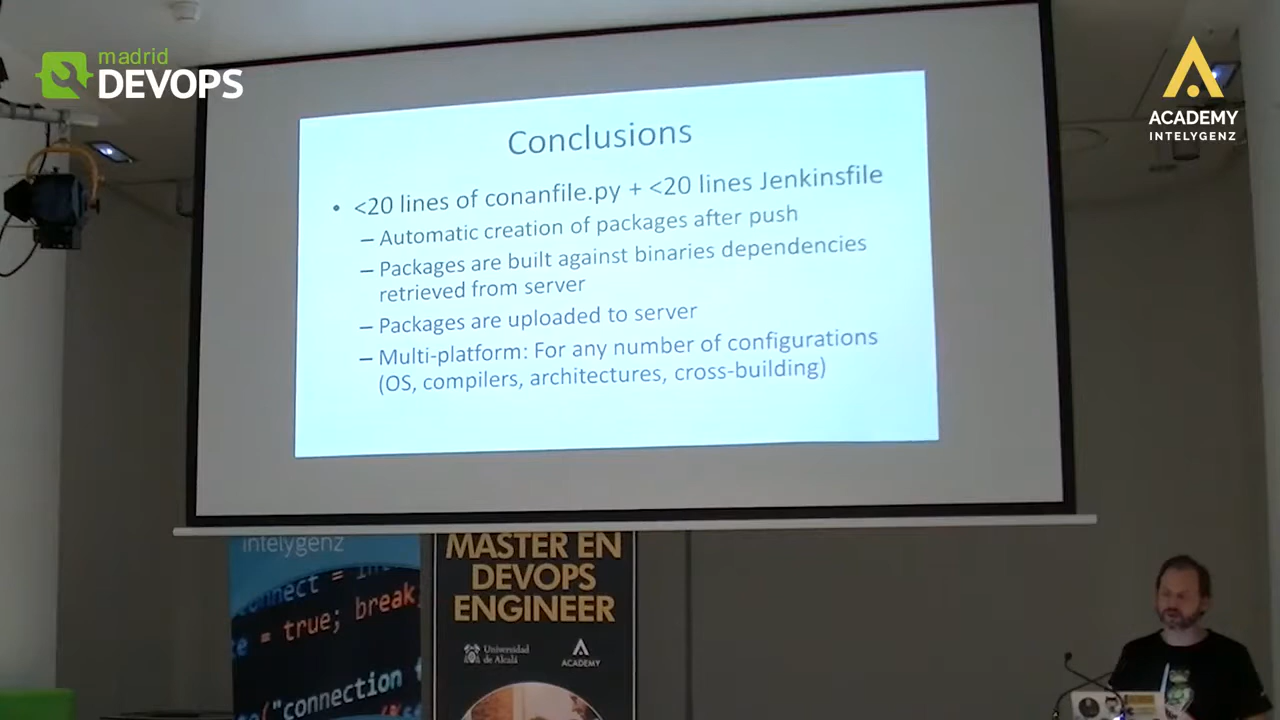 madrid
DEVOPS
ACADEMY
INTELYGENZ
Conclusions
• <20 lines of conanfile.py + <20 lines Jenkinsfile
– Automatic creation of packages after push
– Packages are built against binaries dependencies
retrieved from server
– Packages are uploaded to server
– Multi-platform: For any number of configurations
(OS, compilers, architectures, cross-building)
intelygenz
= true; break;
("connection
MASTER EN
DEVOPS
ENGINEER
Universidad
de Alcalá
ACADEMY